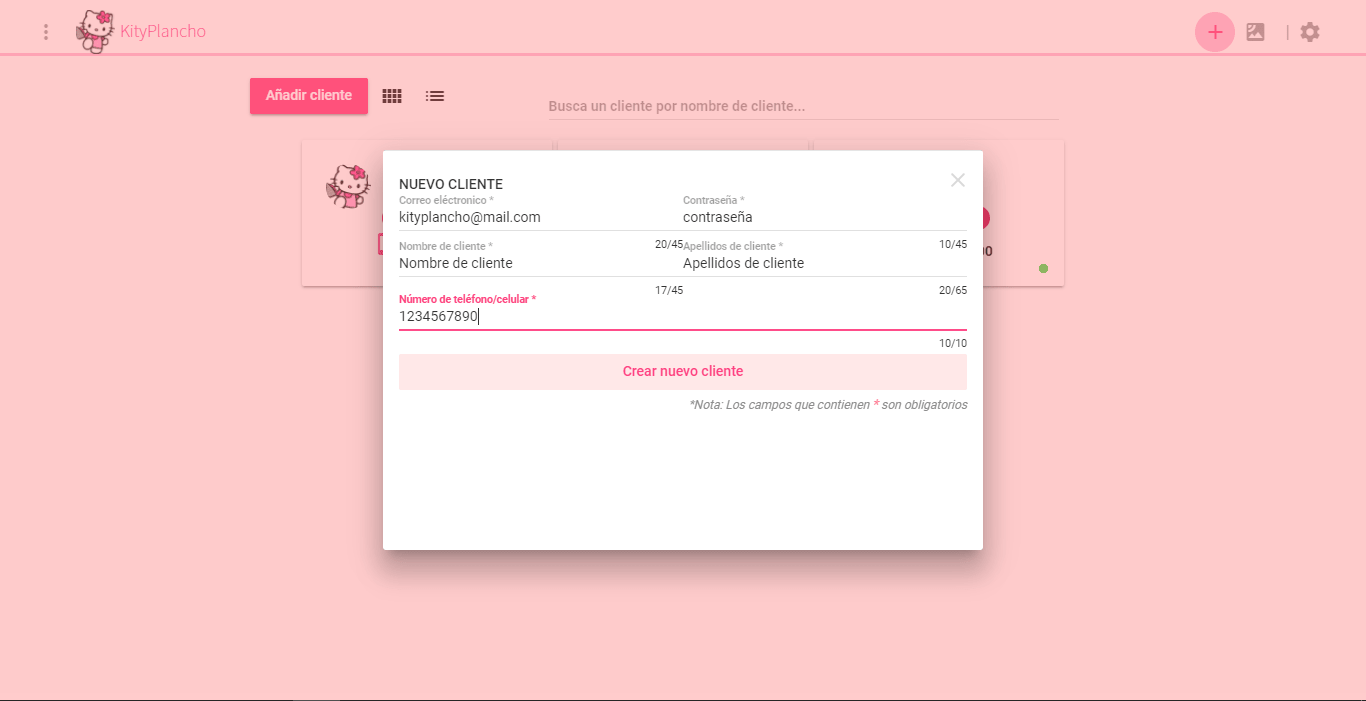 KityPlancho
Añadir cliente
Busca un cliente por nombre de cliente...
NUEVO CLIENTE
Correo eléctronico * Contraseña *
kityplancho@mail.com contraseña
20/45 10/45
Nombre de cliente * Apellidos de cliente *
Nombre de cliente Apellidos de cliente
17/45 20/65
Número de teléfono/celular *
1234567890
10/10
Crear nuevo cliente
*Nota: Los campos que contienen * son obligatorios